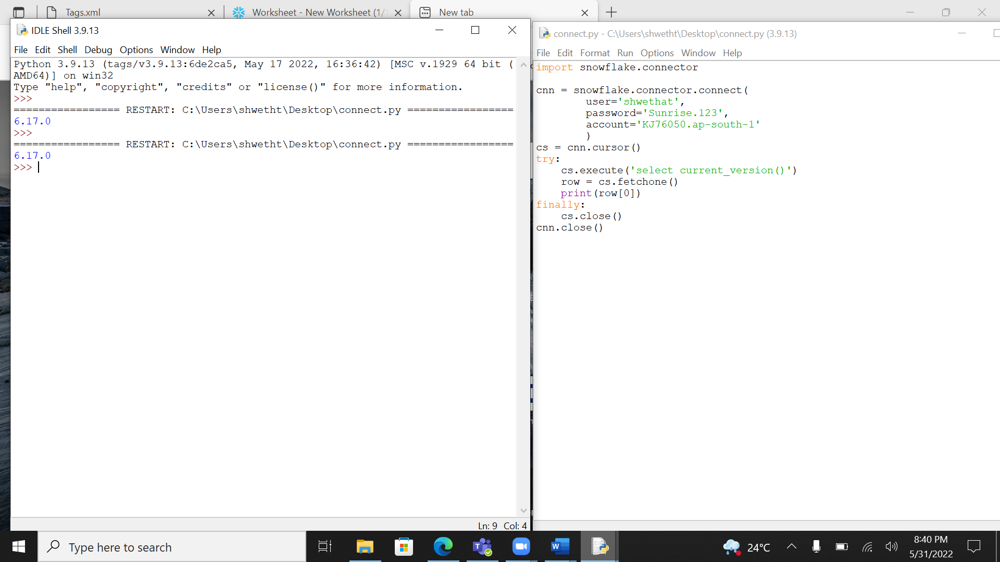 Tags.xml
Worksheet - New Worksheet (1/
New tab
IDLE Shell 3.9.13
File Edit Shell Debug Options Window Help
Python 3.9.13 (tags/v3.9.13:6de2ca5, May 17 2022, 16:36:42) [MSC v.1929 64 bit (
AMD64)] on win32
Type "help", "copyright", "credits" or "license()" for more information.
>>>
================= RESTART: C:\Users\shwetht\Desktop\connect.py =================
6.17.0
>>>
================= RESTART: C:\Users\shwetht\Desktop\connect.py =================
6.17.0
>>>
Ln: 9 Col: 4
connect.py - C:\Users\shwetht\Desktop\connect.py (3.9.13)
File Edit Format Run Options Window Help
import snowflake.connector
cnn = snowflake.connector.connect(
        user='shwethat',
        password='Sunrise.123',
        account='KJ76050.ap-south-1'
        )
cs = cnn.cursor()
try:
    cs.execute('select current_version()')
    row = cs.fetchone()
    print(row[0])
finally:
    cs.close()
cnn.close()
Type here to search
24°C
8:40 PM
5/31/2022